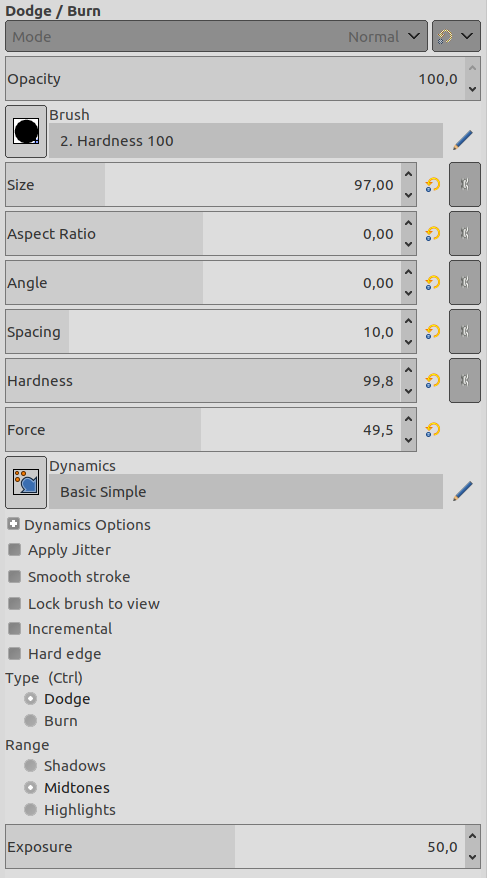 Dodge / Burn
Mode Normal
Opacity 100,0
Brush
2. Hardness 100
Size 97,00
Aspect Ratio 0,00
Angle 0,00
Spacing 10,0
Hardness 99,8
Force 49,5
Dynamics
Basic Simple
Dynamics Options
Apply Jitter
Smooth stroke
Lock brush to view
Incremental
Hard edge
Type (Ctrl)
Dodge
Burn
Range
Shadows
Midtones
Highlights
Exposure 50,0